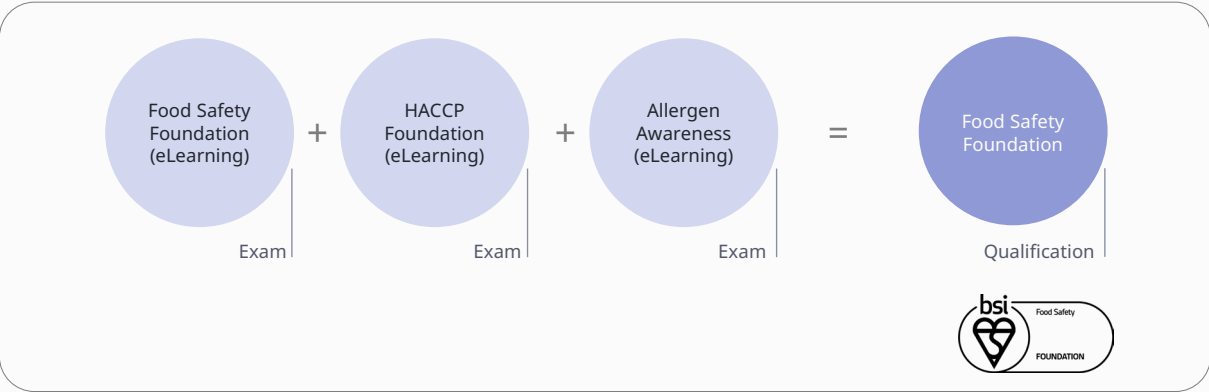 Food Safety
Foundation
(eLearning)
+
HACCP
Foundation
(eLearning)
+
Allergen
Awareness
(eLearning)
=
Food Safety
Foundation
Exam
Exam
Exam
Qualification
bsi
Food Safety
FOUNDATION